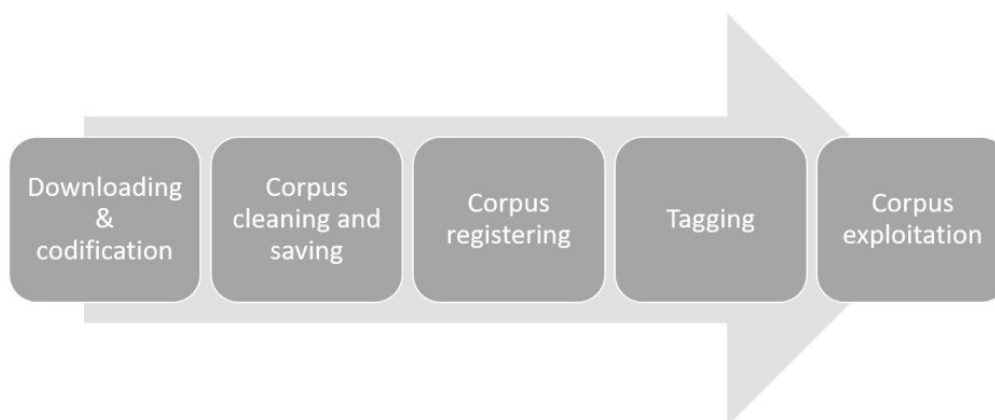 Downloading
&
codification
Corpus
cleaning and
saving
Corpus
registering
Tagging
Corpus
exploitation